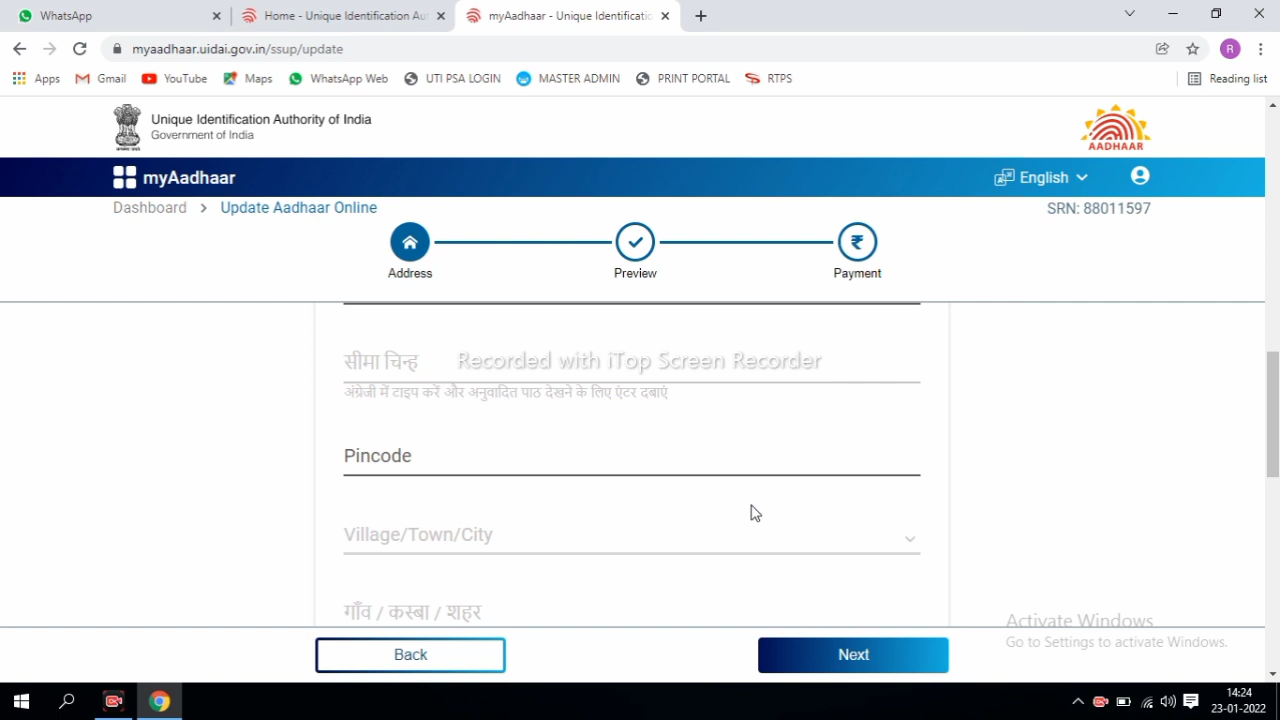 WhatsApp
Home - Unique Identification Au
myAadhaar - Unique Identificatio
myaadhaar.uidai.gov.in/ssup/update
R
Apps
Gmail
YouTube
Maps
WhatsApp Web
UTI PSA LOGIN
MASTER ADMIN
PRINT PORTAL
RTPS
Reading list
Unique Identification Authority of India
Government of India
AADHAAR
myAadhaar
English
Dashboard > Update Aadhaar Online
SRN: 88011597
₹
Address
Preview
Payment
सीमा चिन्ह
Recorded with iTop Screen Recorder
अंग्रेजी में टाइप करें और अनुवादित पाठ देखने के लिए एंटर दबाएं
Pincode
Village/Town/City
गाँव / कस्बा / शहर
Activate Windows
Go to Settings to activate Windows.
Back
Next
14:24
23-01-2022